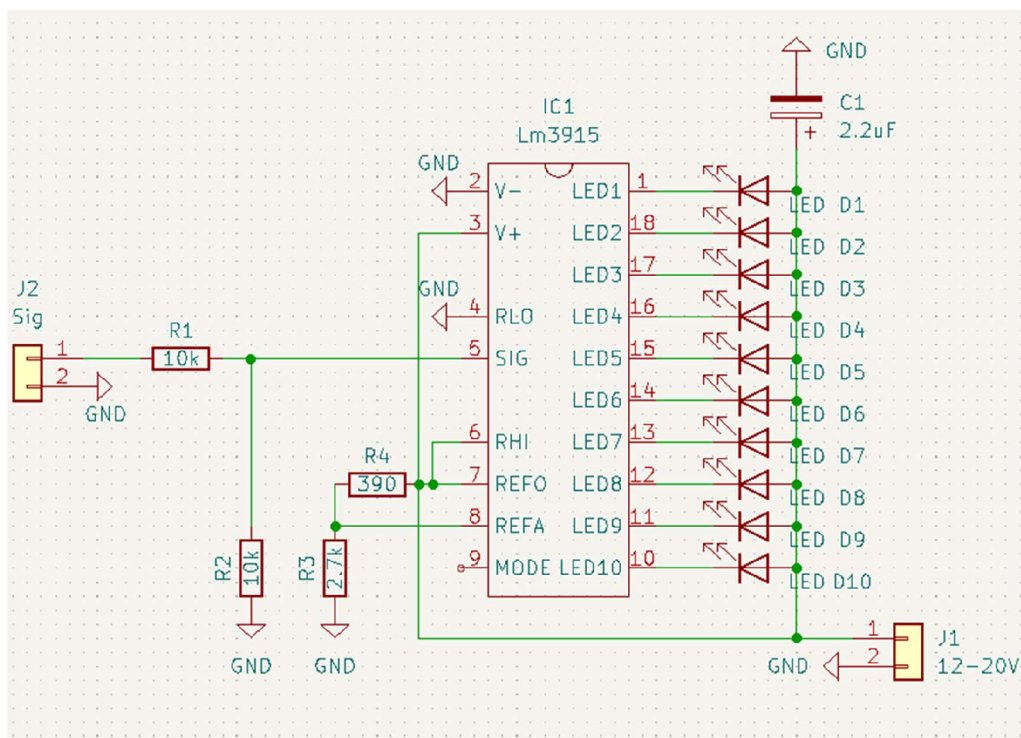 GND
C1
2.2uF
IC1
Lm3915
GND
2 V- LED1 1
LED D1
3 V+ LED2 18
LED D2
LED3 17
GND
LED D3
4 RLO LED4 16
LED D4
J2
Sig
1
2
GND
R1
10k
5 SIG LED5 15
LED D5
LED6 14
LED D6
6 RHI LED7 13
LED D7
R4
390
7 REFO LED8 12
LED D8
8 REFA LED9 11
LED D9
9 MODE LED10 10
LED D10
R2
10k
R3
2.7k
GND
GND
1
2
GND
J1
12-20V
+